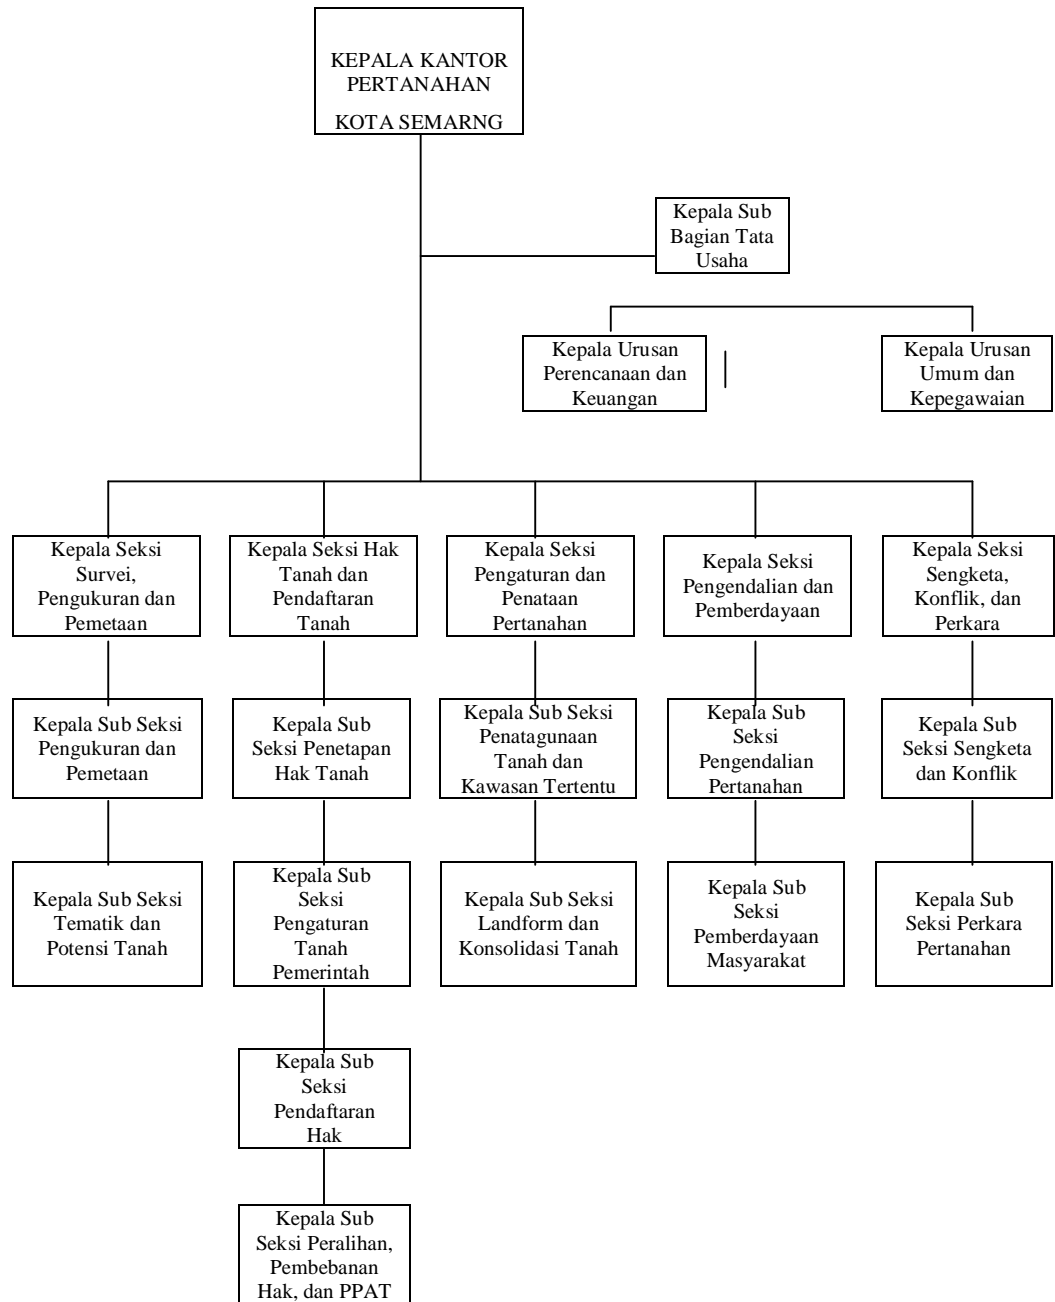 KEPALA KANTOR
PERTANAHAN
KOTA SEMARNG
Kepala Sub
Bagian Tata
Usaha
Kepala Urusan
Perencanaan dan
Keuangan
Kepala Urusan
Umum dan
Kepegawaian
Kepala Seksi
Survei,
Pengukuran dan
Pemetaan
Kepala Seksi Hak
Tanah dan
Pendaftaran
Tanah
Kepala Seksi
Pengaturan dan
Penataan
Pertanahan
Kepala Seksi
Pengendalian dan
Pemberdayaan
Kepala Seksi
Sengketa,
Konflik, dan
Perkara
Kepala Sub Seksi
Pengukuran dan
Pemetaan
Kepala Sub
Seksi Penetapan
Hak Tanah
Kepala Sub Seksi
Penatagunaan
Tanah dan
Kawasan Tertentu
Kepala Sub
Seksi
Pengendalian
Pertanahan
Kepala Sub
Seksi Sengketa
dan Konflik
Kepala Sub Seksi
Tematik dan
Potensi Tanah
Kepala Sub
Seksi
Pengaturan
Tanah
Pemerintah
Kepala Sub Seksi
Landform dan
Konsolidasi Tanah
Kepala Sub
Seksi
Pemberdayaan
Masyarakat
Kepala Sub
Seksi Perkara
Pertanahan
Kepala Sub
Seksi
Pendaftaran
Hak
Kepala Sub
Seksi Peralihan,
Pembebanan
Hak, dan PPAT